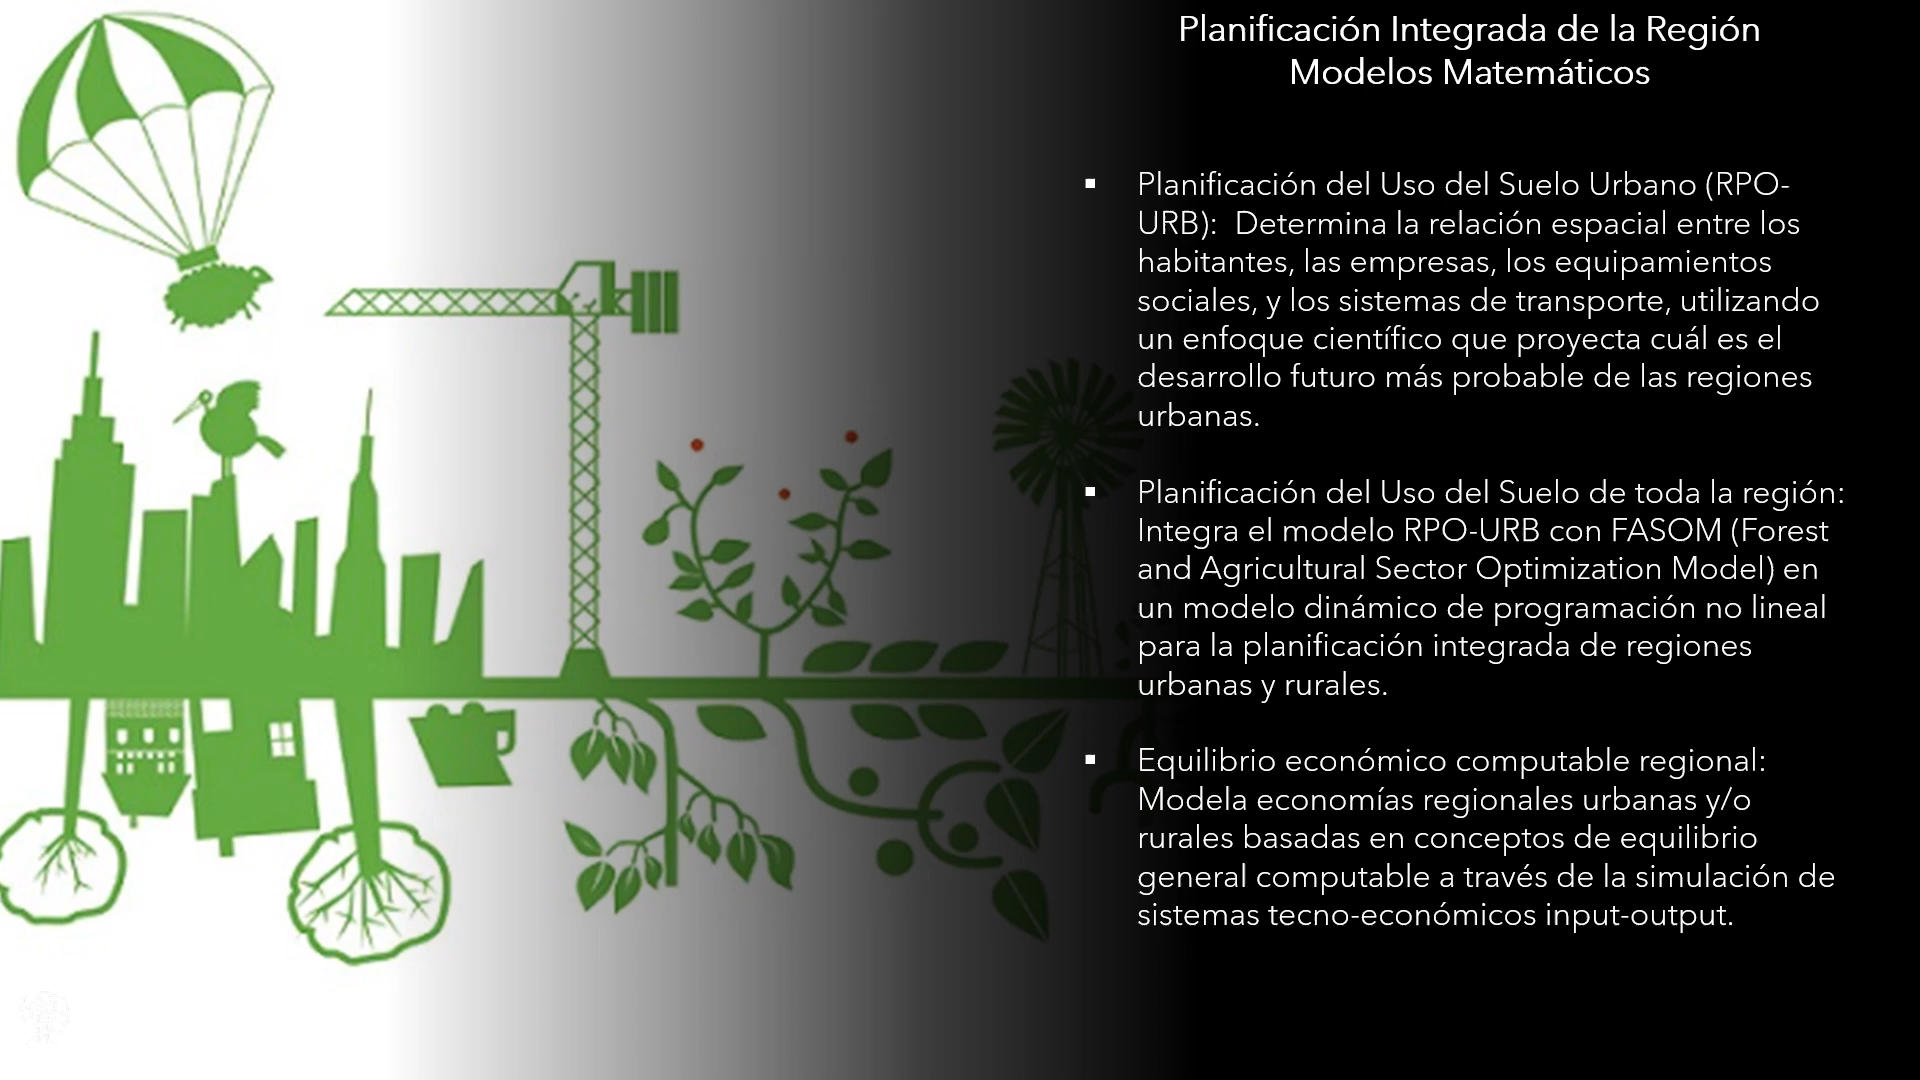 Planificación Integrada de la Región
Modelos Matemáticos
▪ Planificación del Uso del Suelo Urbano (RPO-
URB):  Determina la relación espacial entre los
habitantes, las empresas, los equipamientos
sociales, y los sistemas de transporte, utilizando
un enfoque científico que proyecta cuál es el
desarrollo futuro más probable de las regiones
urbanas.
▪ Planificación del Uso del Suelo de toda la región:
Integra el modelo RPO-URB con FASOM (Forest
and Agricultural Sector Optimization Model) en
un modelo dinámico de programación no lineal
para la planificación integrada de regiones
urbanas y rurales.
▪ Equilibrio económico computable regional:
Modela economías regionales urbanas y/o
rurales basadas en conceptos de equilibrio
general computable a través de la simulación de
sistemas tecno-económicos input-output.